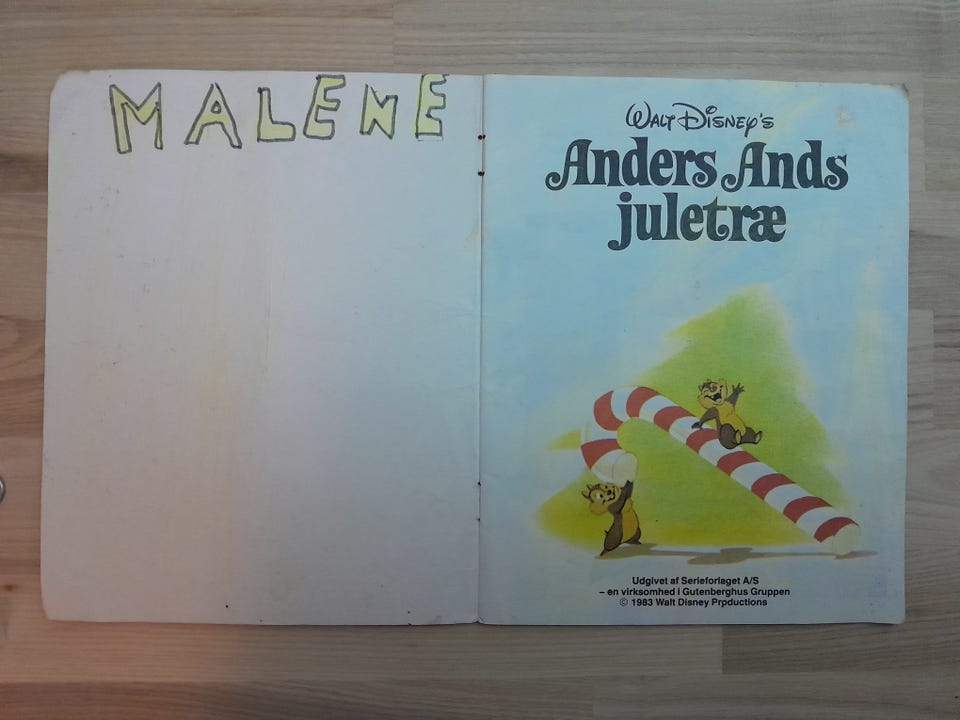 MALENE
WALT DISNEY'S
Anders Ands
juletræ
Udgivet af Serieforlaget A/S
– en virksomhed i Gutenberghus Gruppen
© 1983 Walt Disney Prpductions